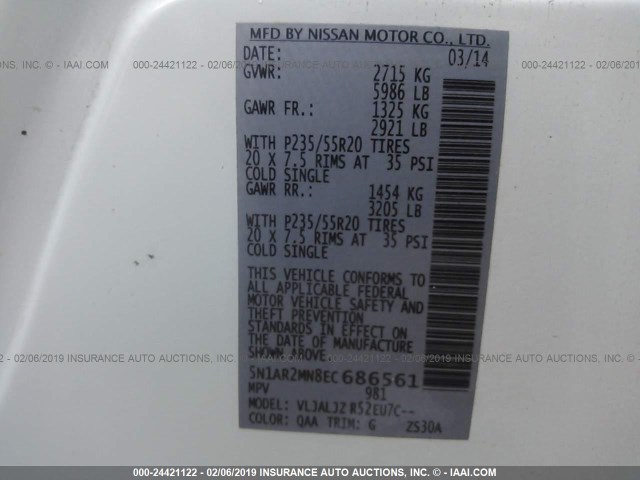 MFD BY NISSAN MOTOR CO., LTD.
DATE: 03/14
GVWR: 2715 KG
5986 LB
GAWR FR.: 1325 KG
2921 LB
WITH P235/55R20 TIRES
20 X 7.5 RIMS AT 35 PSI
COLD SINGLE
GAWR RR.: 1454 KG
3205 LB
WITH P235/55R20 TIRES
20 X 7.5 RIMS AT 35 PSI
COLD SINGLE
THIS VEHICLE CONFORMS TO
ALL APPLICABLE FEDERAL
MOTOR VEHICLE SAFETY AND
THEFT PREVENTION
STANDARDS IN EFFECT ON
THE DATE OF MANUFACTURE
SHOWN ABOVE.
5N1AR2MN8EC686561
MPV 981
MODEL: VLJALJZ R52EU7C--
COLOR: QAA TRIM: G ZS30A
000-24421122 - 02/06/2019 - INSURANCE AUTO AUCTIONS - © IAAI.COM